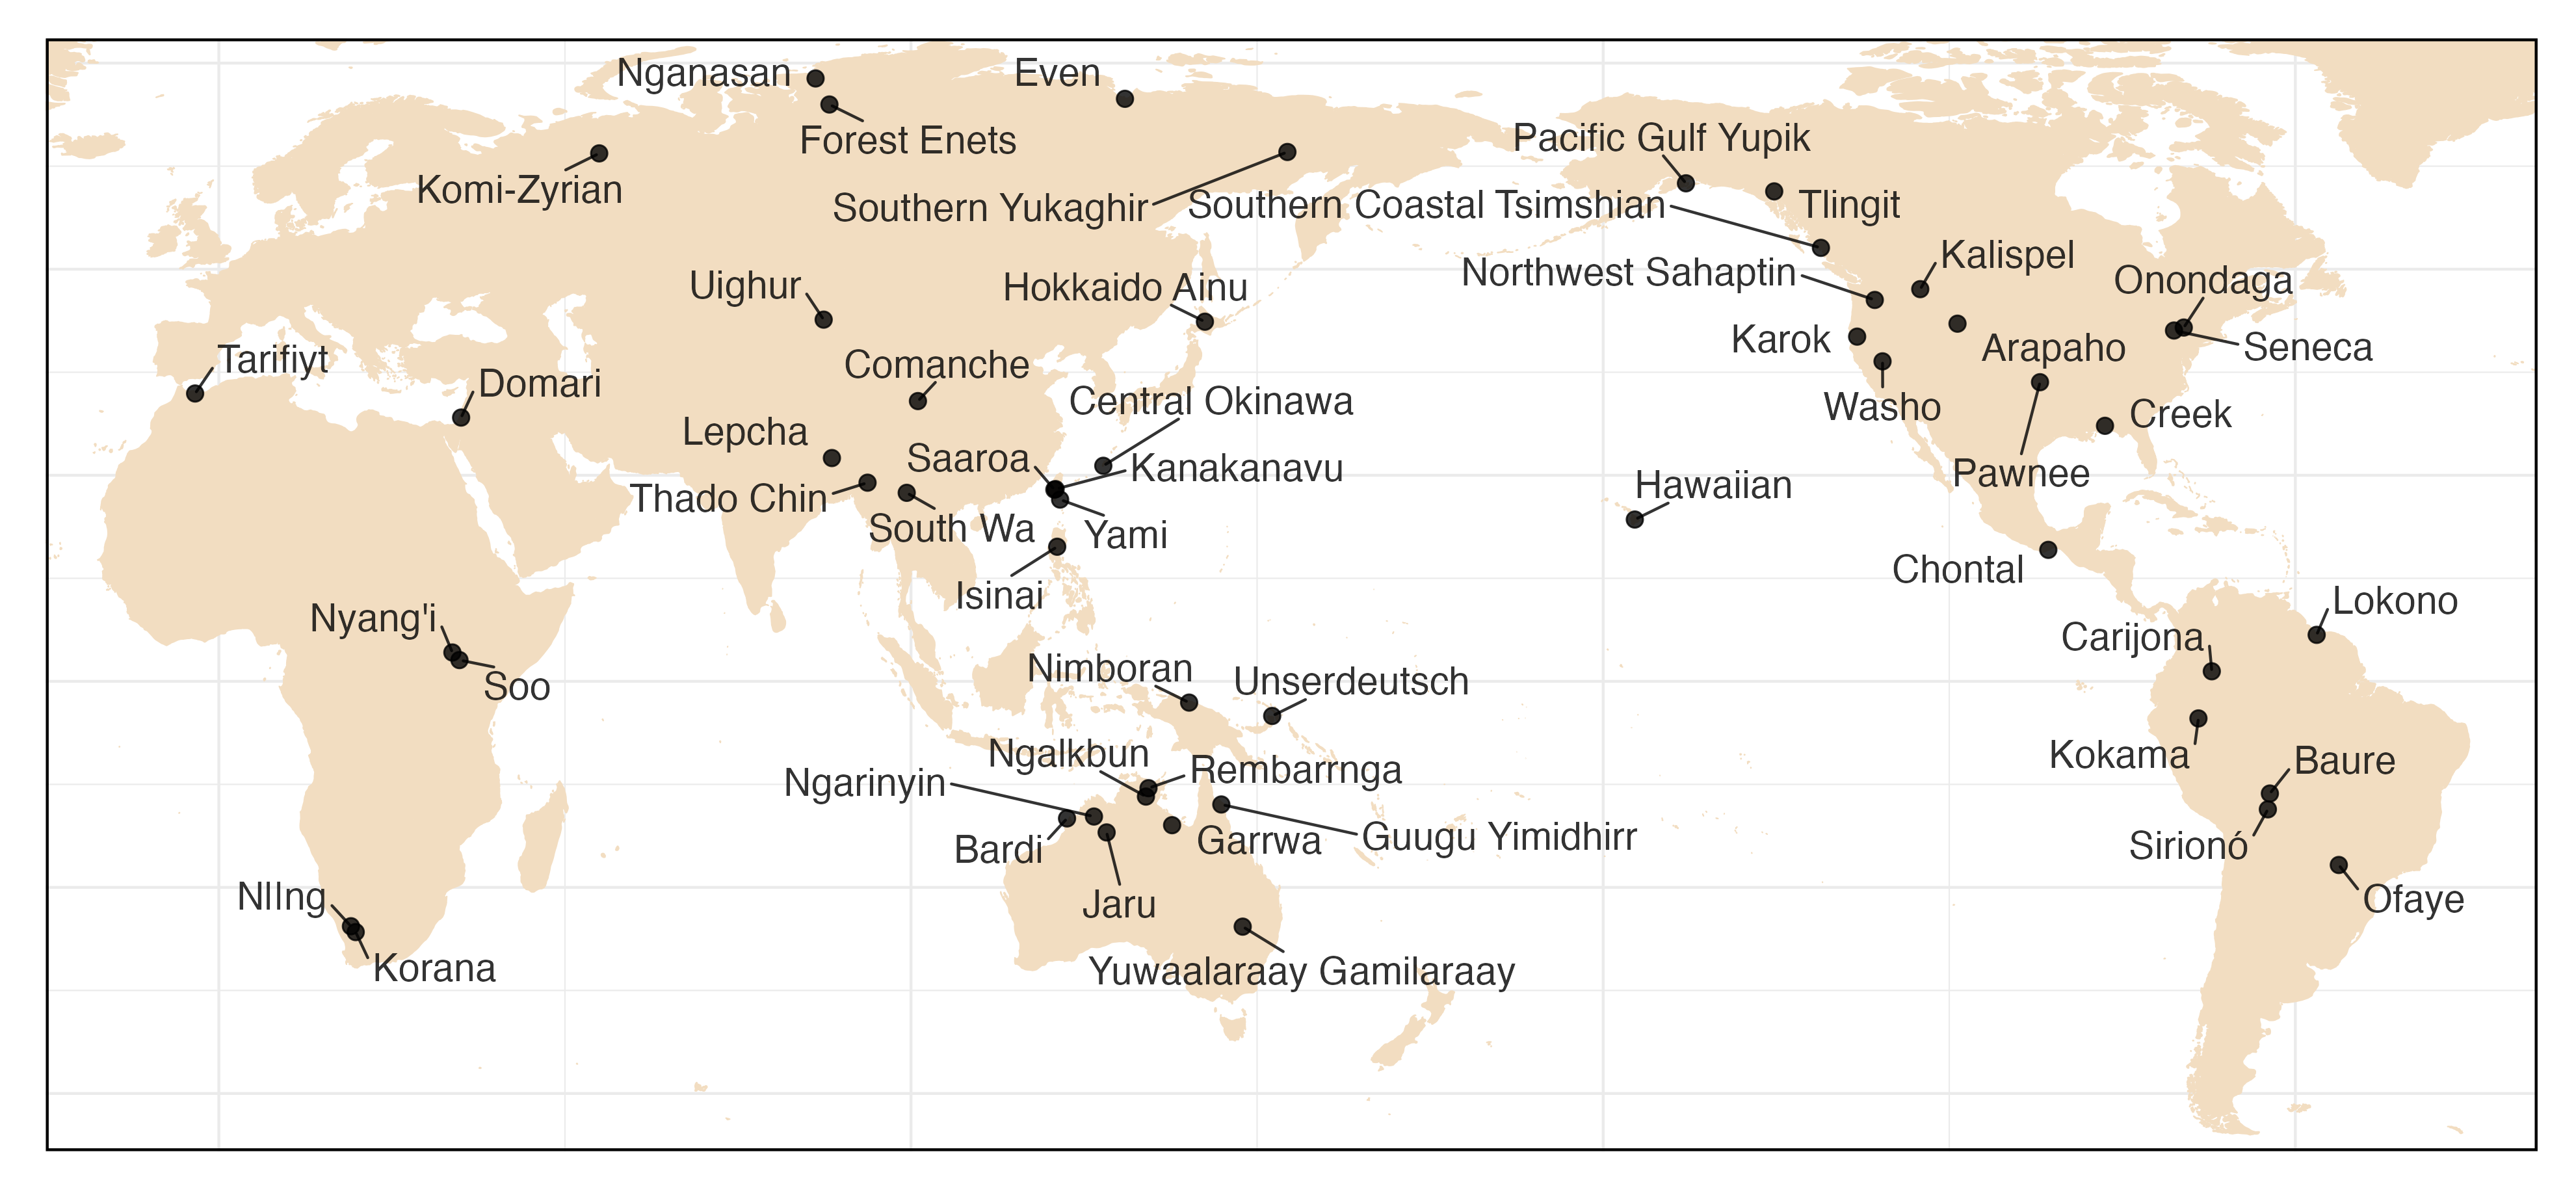 Nganasan
Even
Forest Enets
Pacific Gulf Yupik
Komi-Zyrian
Southern Yukaghir
Southern Coastal Tsimshian
Tlingit
Kalispel
Northwest Sahaptin
Onondaga
Uighur
Hokkaido Ainu
Karok
Arapaho
Seneca
Tarifiyt
Comanche
Domari
Central Okinawa
Washo
Creek
Lepcha
Saaroa
Kanakanavu
Pawnee
Hawaiian
Thado Chin
South Wa
Yami
Chontal
Isinai
Lokono
Nyang'i
Carijona
Soo
Nimboran
Unserdeutsch
Ngalkbun
Kokama
Baure
Rembarrnga
Ngarinyin
Guugu Yimidhirr
Garrwa
Bardi
Sirionó
NIIng
Jaru
Ofaye
Korana
Yuwaalaraay Gamilaraay